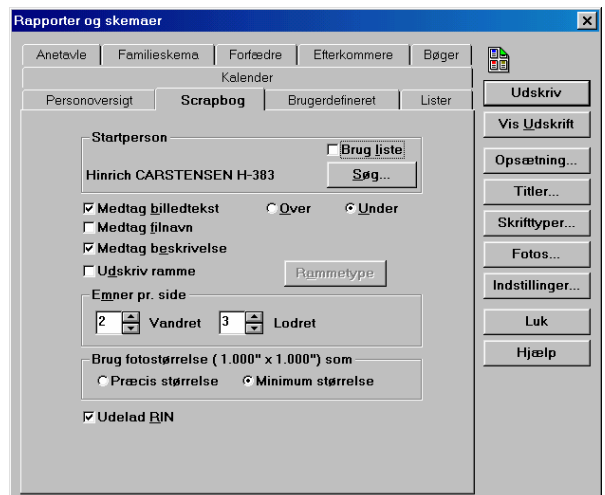 Rapporter og skemaer
Anetavle Familieskema Forfædre Efterkommere Bøger
Kalender
Personoversigt Scrapbog Brugerdefineret Lister
Startperson
Brug liste
Hinrich CARSTENSEN H-383 Søg...
Medtag billedtekst Over Under
Medtag filnavn
Medtag beskrivelse
Udskriv ramme Rammetype
Emner pr. side
2 Vandret 3 Lodret
Brug fotostørrelse ( 1.000" x 1.000") som
Præcis størrelse Minimum størrelse
Udelad RIN
Udskriv
Vis Udskrift
Opsætning...
Titler...
Skrifttyper...
Fotos...
Indstillinger...
Luk
Hjælp